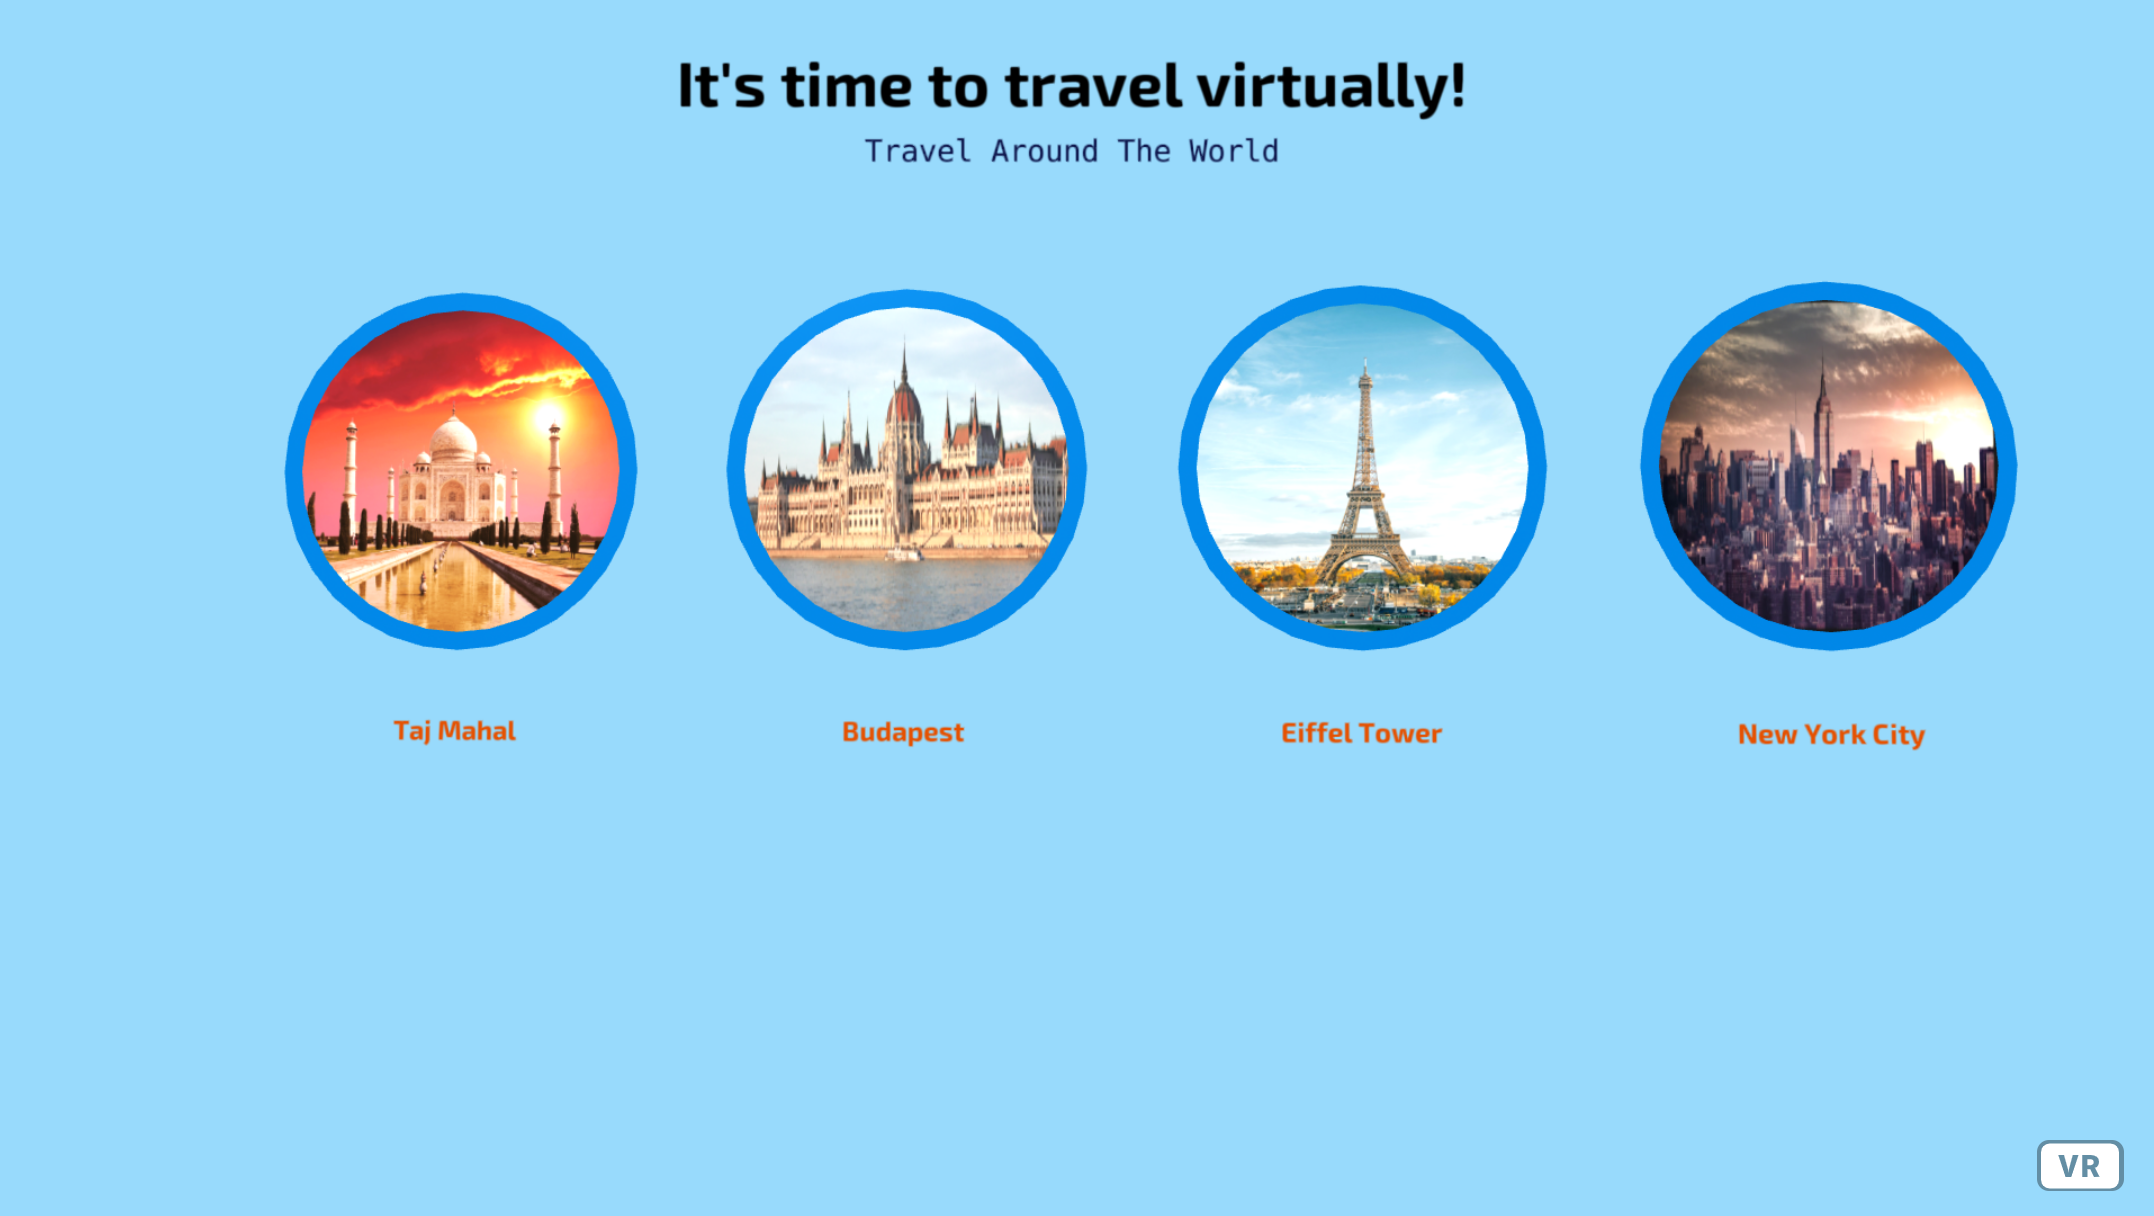 It's time to travel virtually!
Travel Around The World
Taj Mahal
Budapest
Eiffel Tower
New York City
VR